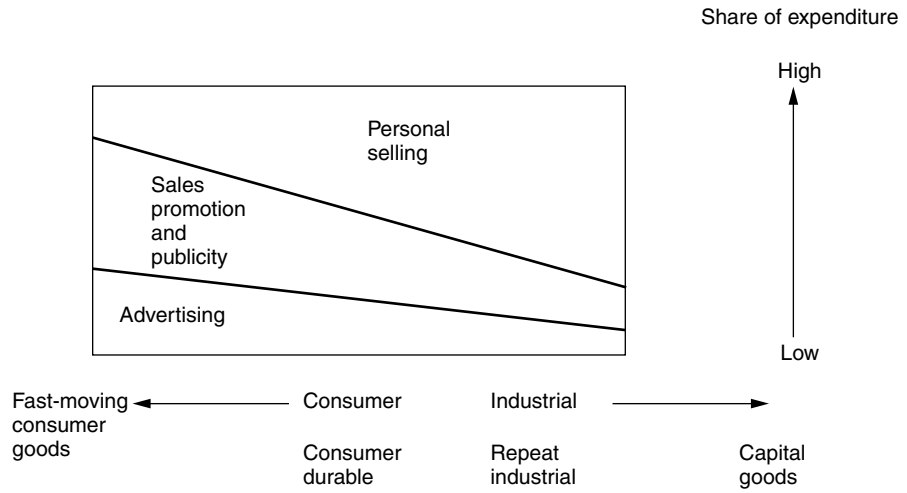 Share of expenditure
High
Personal
selling
Sales
promotion
and
publicity
Advertising
Low
Fast-moving
consumer
goods
Consumer
Industrial
Consumer
durable
Repeat
industrial
Capital
goods